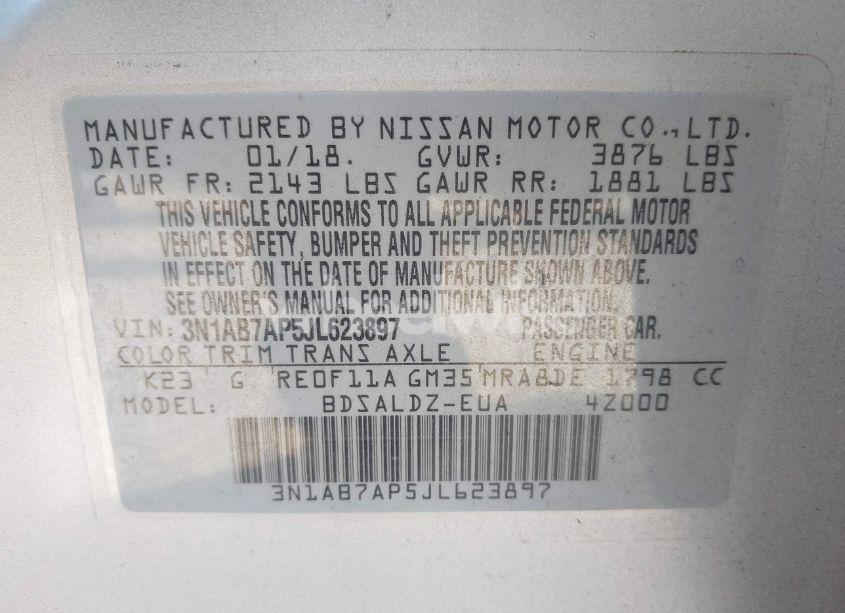 MANUFACTURED BY NISSAN MOTOR CO., LTD.
DATE: 01/18. GVWR: 3876 LBS
GAWR FR: 2143 LBS GAWR RR: 1881 LBS
THIS VEHICLE CONFORMS TO ALL APPLICABLE FEDERAL MOTOR
VEHICLE SAFETY, BUMPER AND THEFT PREVENTION STANDARDS
IN EFFECT ON THE DATE OF MANUFACTURE SHOWN ABOVE.
SEE OWNER'S MANUAL FOR ADDITIONAL INFORMATION.
VIN: 3N1AB7AP5JL623897 PASSENGER CAR.
COLOR TRIM TRANS AXLE ENGINE
K23 G RE0F11A GM35 MRA8DE 1798 CC
MODEL: BDSALDZ-EUA 4Z000
3N1AB7AP5JL623897